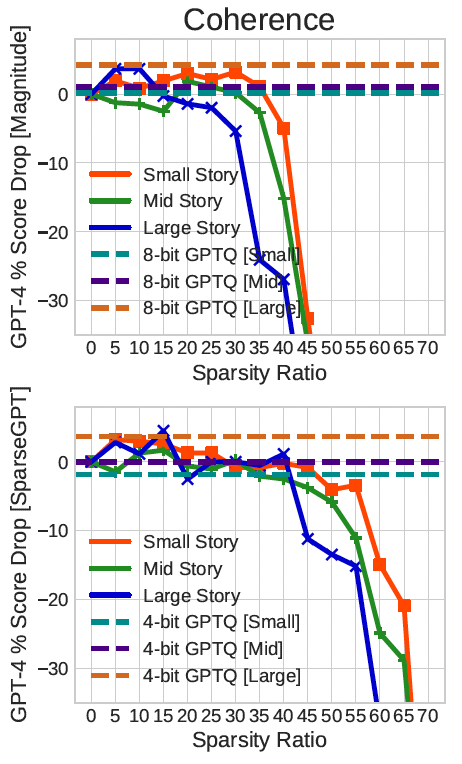 Coherence
GPT-4 % Score Drop [Magnitude]
0
−10
−20
−30
Small Story
Mid Story
Large Story
8-bit GPTQ [Small]
8-bit GPTQ [Mid]
8-bit GPTQ [Large]
0 5 10 15 20 25 30 35 40 45 50 55 60 65 70
Sparsity Ratio
GPT-4 % Score Drop [SparseGPT]
0
−10
−20
−30
Small Story
Mid Story
Large Story
4-bit GPTQ [Small]
4-bit GPTQ [Mid]
4-bit GPTQ [Large]
0 5 10 15 20 25 30 35 40 45 50 55 60 65 70
Sparsity Ratio